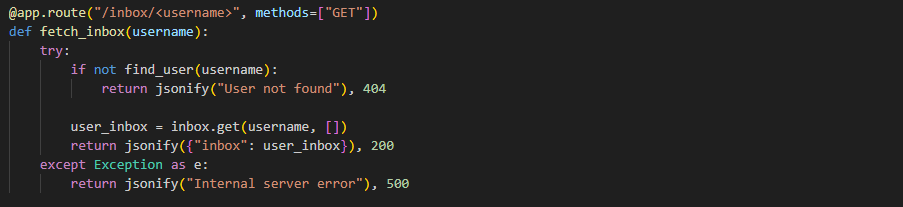 @app.route("/inbox/<username>", methods=["GET"])
def fetch_inbox(username):
    try:
        if not find_user(username):
            return jsonify("User not found"), 404

        user_inbox = inbox.get(username, [])
        return jsonify({"inbox": user_inbox}), 200
    except Exception as e:
        return jsonify("Internal server error"), 500